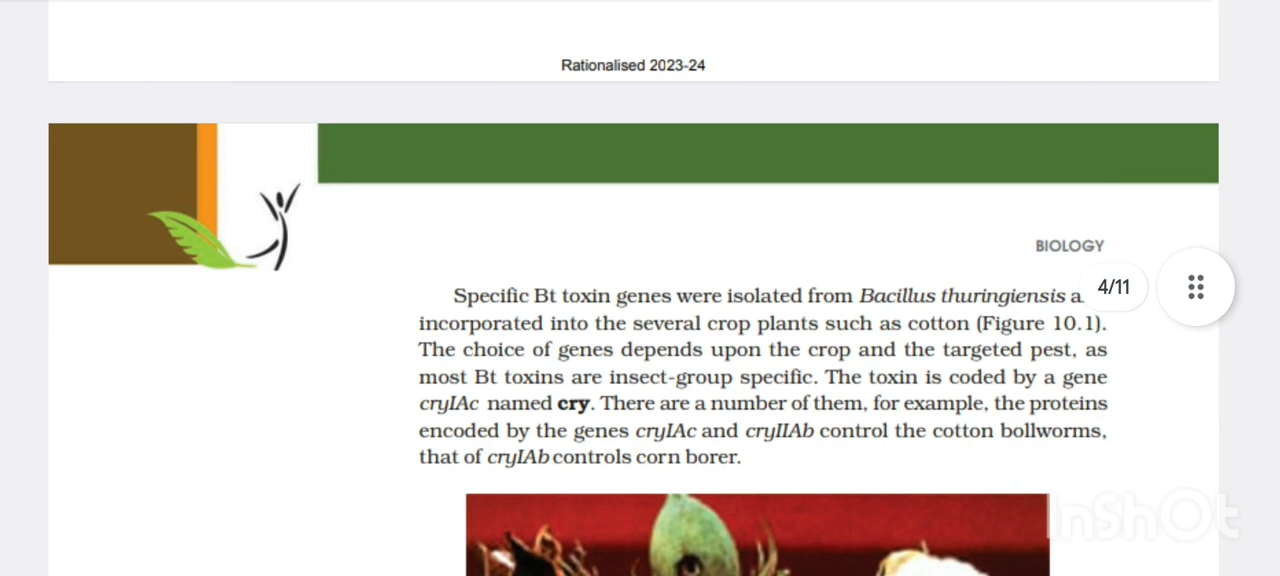 Rationalised 2023-24
BIOLOGY
4/11
Specific Bt toxin genes were isolated from Bacillus thuringiensis
incorporated into the several crop plants such as cotton (Figure 10.1).
The choice of genes depends upon the crop and the targeted pest, as
most Bt toxins are insect-group specific. The toxin is coded by a gene
cryIAc named cry. There are a number of them, for example, the proteins
encoded by the genes cryIAc and cryIIAb control the cotton bollworms,
that of cryIAb controls corn borer.
InShOt